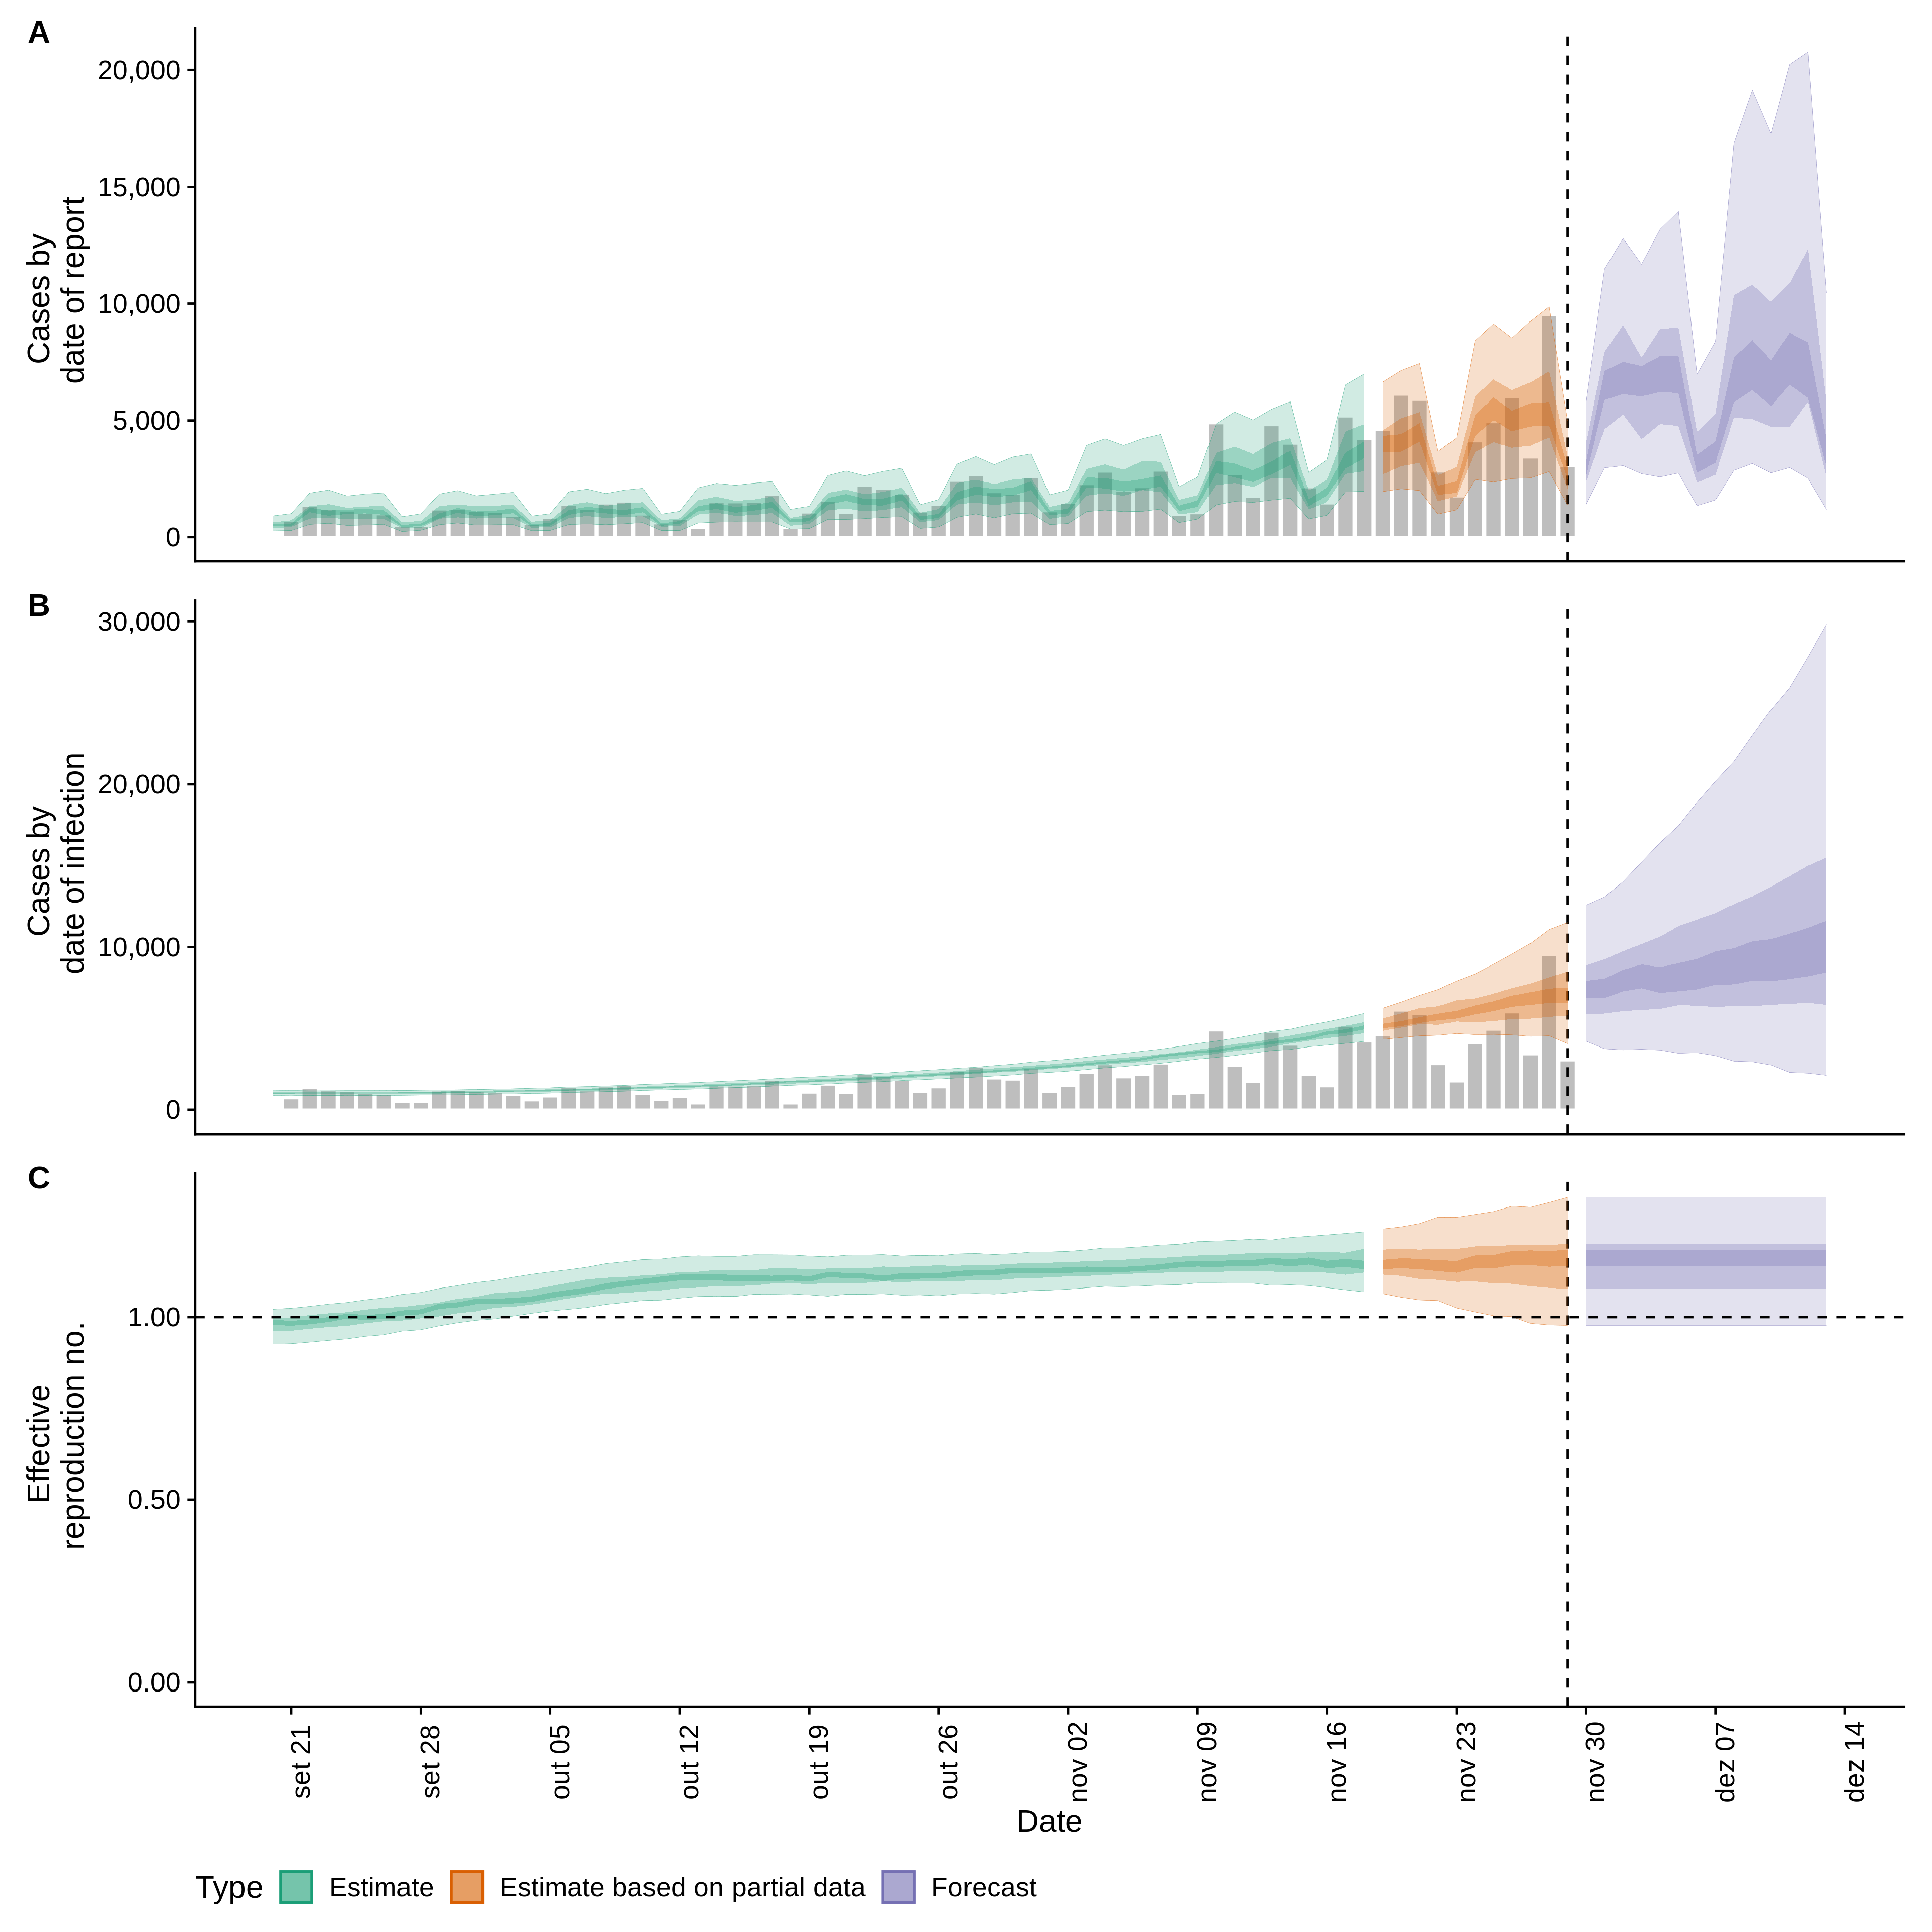 A
20,000
15,000
10,000
5,000
0
Cases by
date of report
B
30,000
20,000
10,000
0
Cases by
date of infection
C
1.00
0.50
0.00
Effective
reproduction no.
set 21
set 28
out 05
out 12
out 19
out 26
nov 02
nov 09
nov 16
nov 23
nov 30
dez 07
dez 14
Date
Type Estimate Estimate based on partial data Forecast